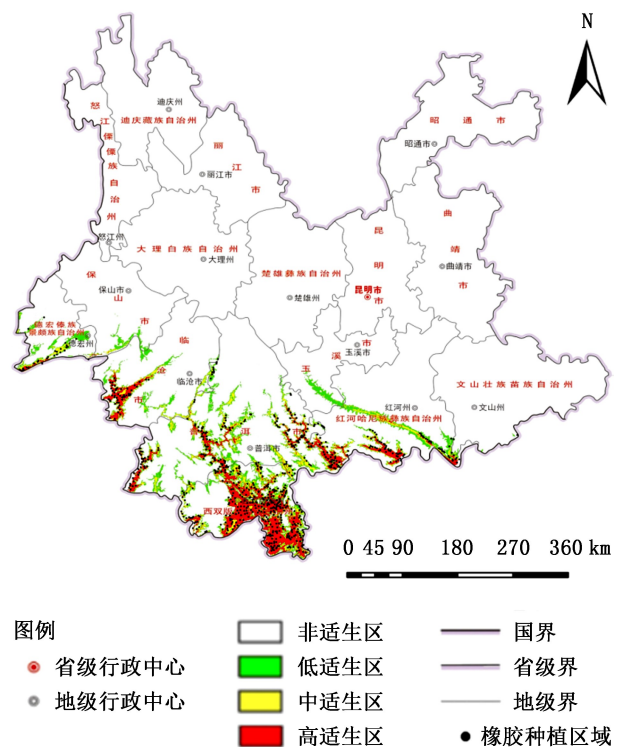 N
迪庆州
迪庆藏族自治州
怒江傈僳族自治州
丽江市
丽江市
昭通市
昭通市
怒江州
大理白族自治州
大理州
楚雄彝族自治州
楚雄州
昆明市
昆明市
曲靖市
曲靖市
保山市
保山市
德宏傣族
景颇族自治州
德宏州
临沧市
临沧市
玉溪市
玉溪市
文山壮族苗族自治州
文山州
红河州
红河哈尼族彝族自治州
普洱市
普洱市
西双版
0 45 90 180 270 360 km
图例
非适生区
国界
省级行政中心
低适生区
省级界
地级行政中心
中适生区
地级界
高适生区
橡胶种植区域